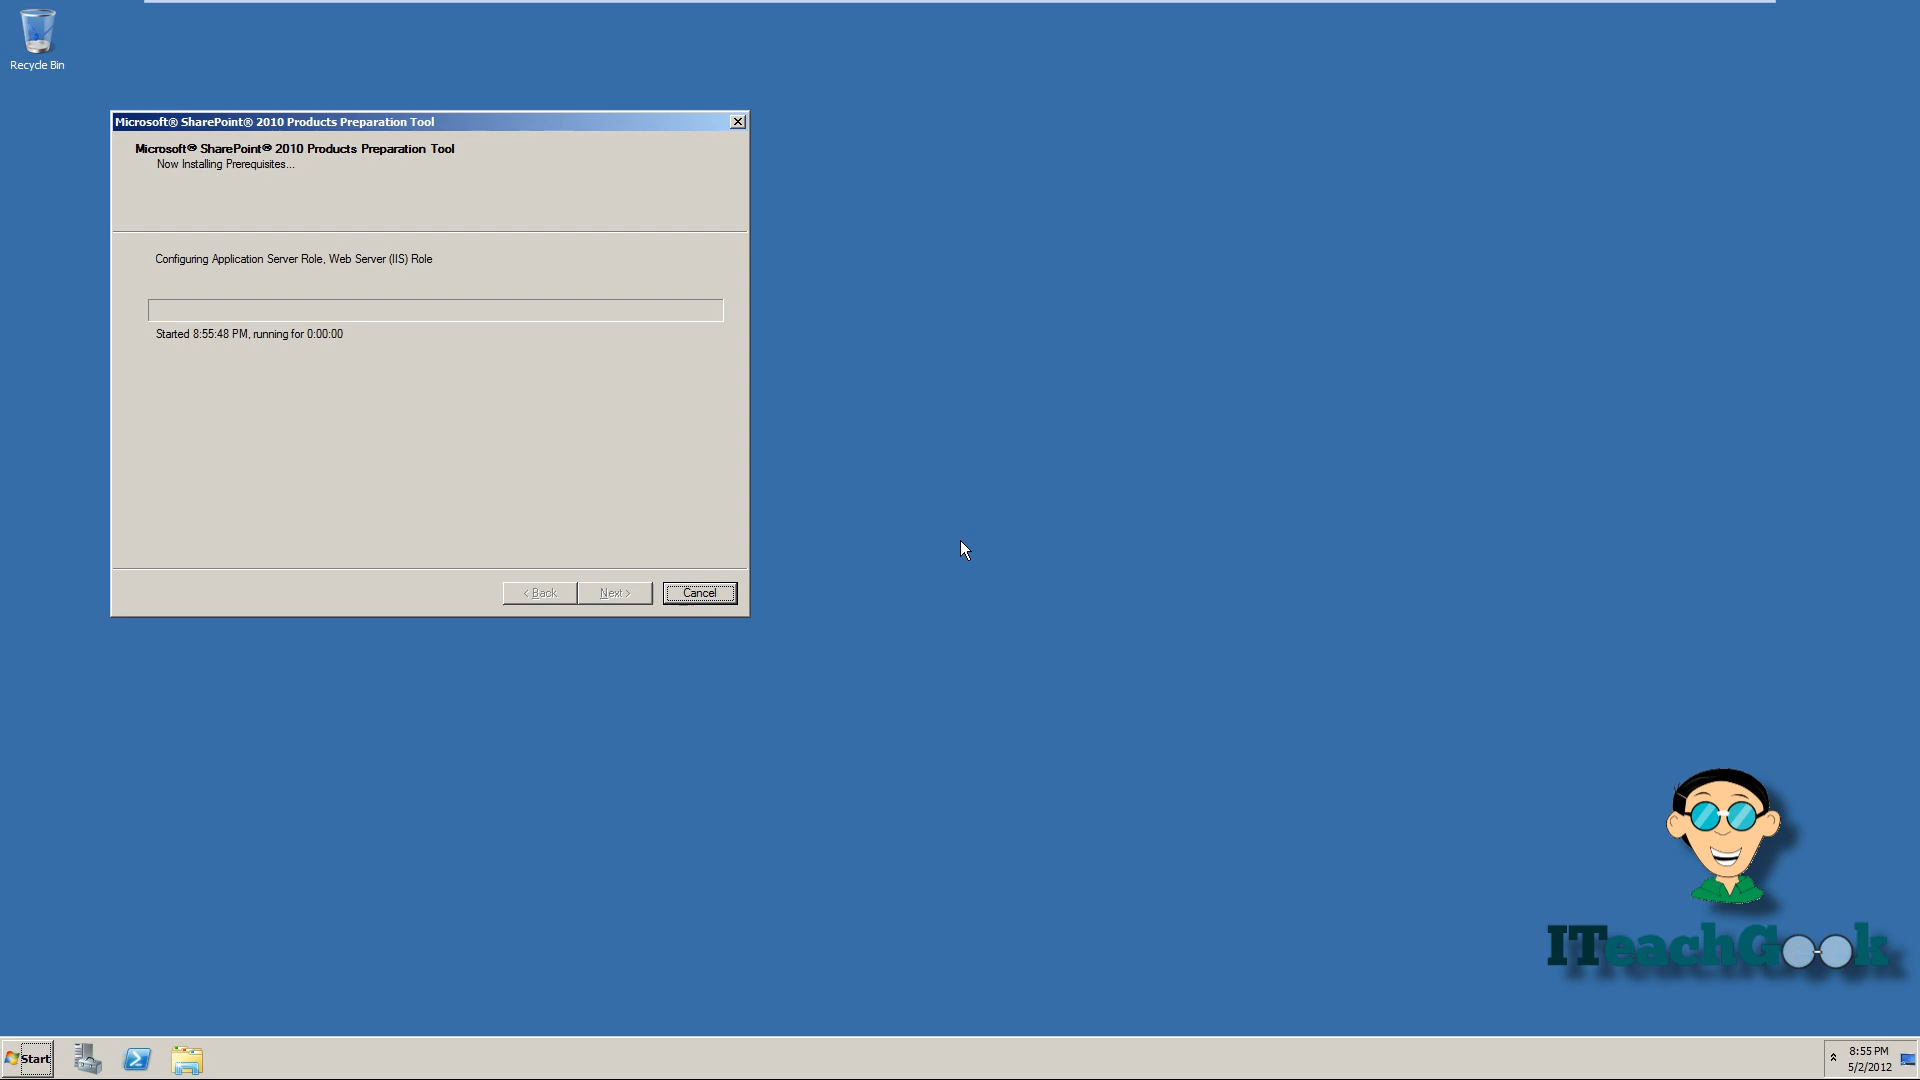 Recycle Bin
Microsoft® SharePoint® 2010 Products Preparation Tool
Microsoft® SharePoint® 2010 Products Preparation Tool
Now Installing Prerequisites...
Configuring Application Server Role, Web Server (IIS) Role
Started 8:55:48 PM, running for 0:00:00
< Back
Next >
Cancel
ITeachGook
Start
8:55 PM
5/2/2012